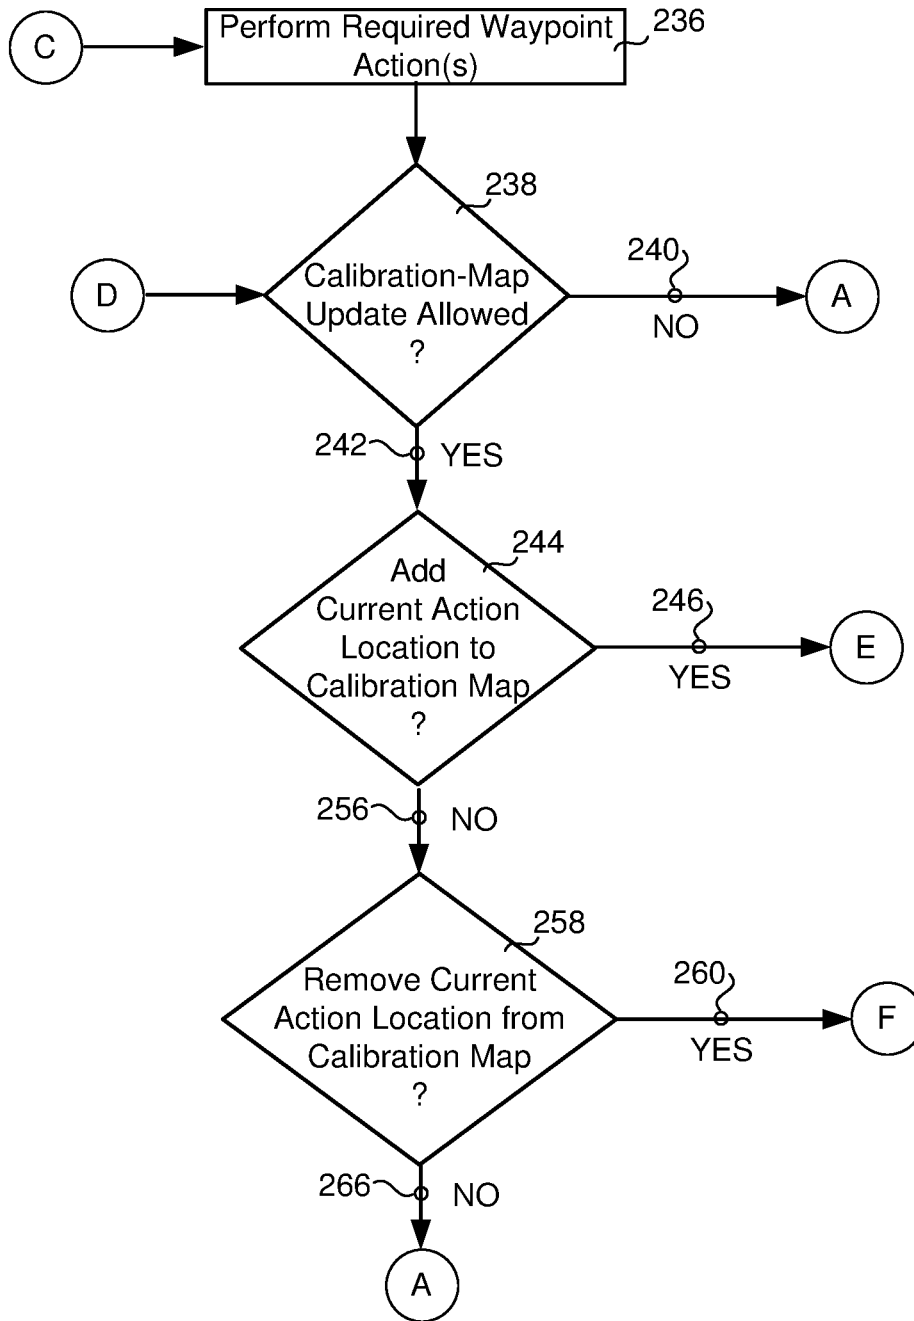 C
Perform Required Waypoint
Action(s)
236
238
D
Calibration-Map
Update Allowed
?
240
NO
A
242
YES
244
Add
Current Action
Location to
Calibration Map
?
246
YES
E
256
NO
258
Remove Current
Action Location from
Calibration Map
?
260
YES
F
266
NO
A